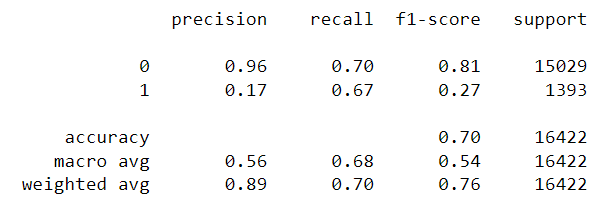 precision recall f1-score support
0 0.96 0.70 0.81 15029
1 0.17 0.67 0.27 1393
accuracy 0.70 16422
macro avg 0.56 0.68 0.54 16422
weighted avg 0.89 0.70 0.76 16422